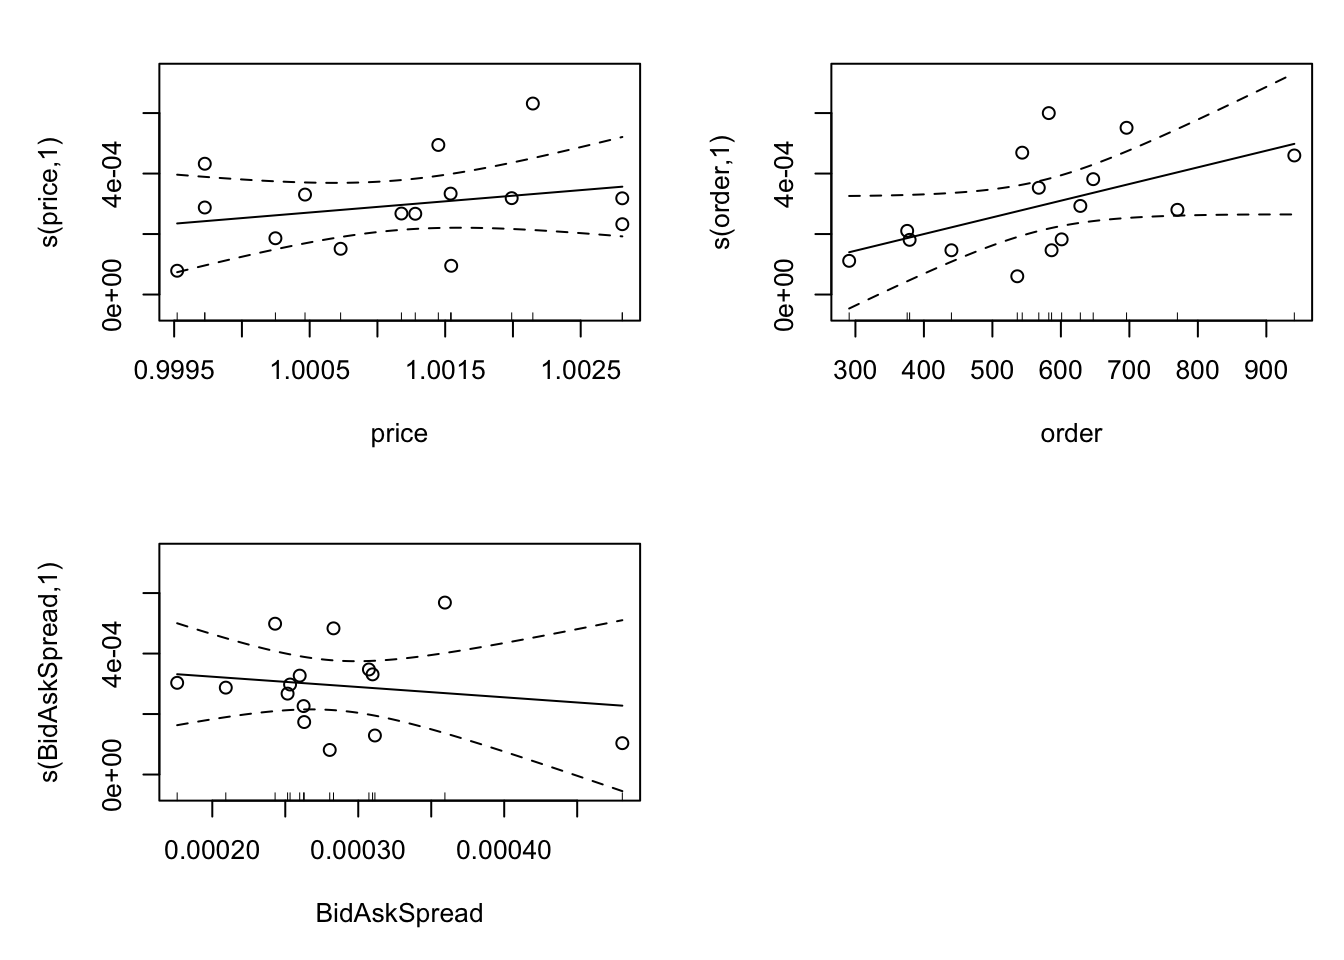 s(price,1)
4e-04
0e+00
0.9995 1.0005 1.0015 1.0025
price
s(order,1)
4e-04
0e+00
300 400 500 600 700 800 900
order
s(BidAskSpread,1)
4e-04
0e+00
0.00020 0.00030 0.00040
BidAskSpread